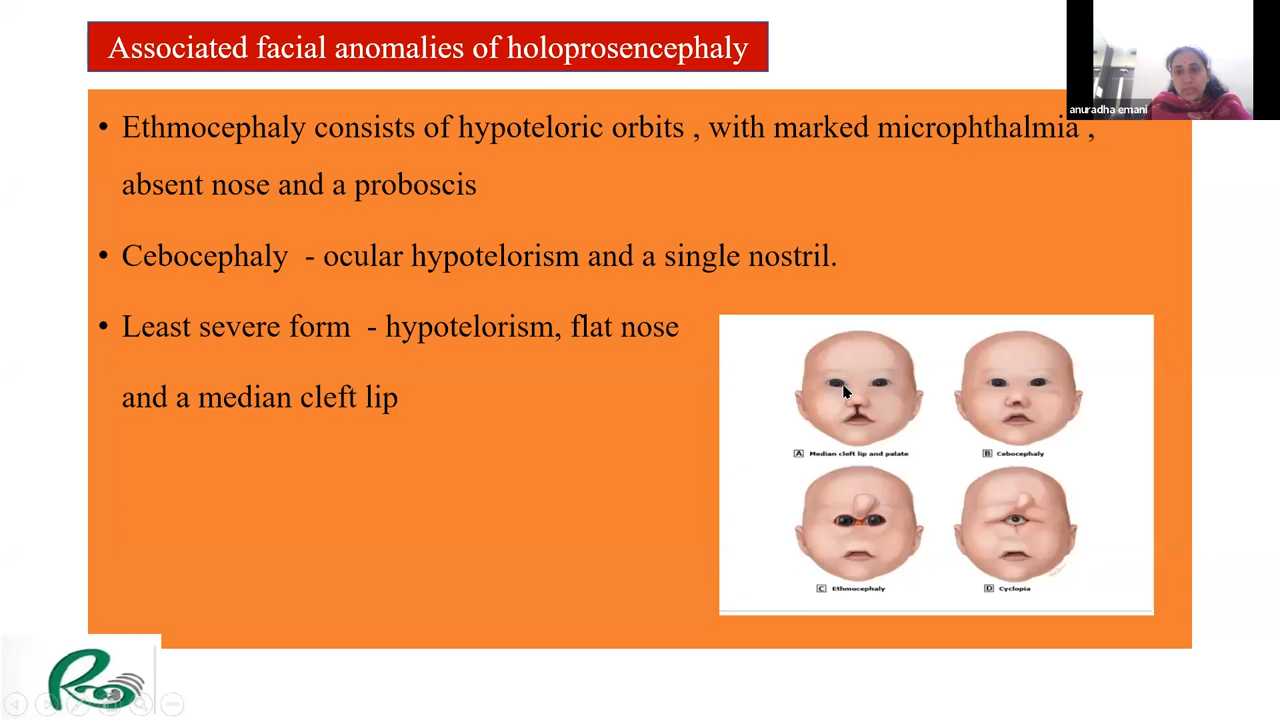 Associated facial anomalies of holoprosencephaly
anuradha emani
• Ethmocephaly consists of hypoteloric orbits , with marked microphthalmia ,
absent nose and a proboscis
• Cebocephaly - ocular hypotelorism and a single nostril.
• Least severe form - hypotelorism, flat nose
and a median cleft lip
A Median cleft lip and palate
B Cebocephaly
C Ethmocephaly
D Cyclopia